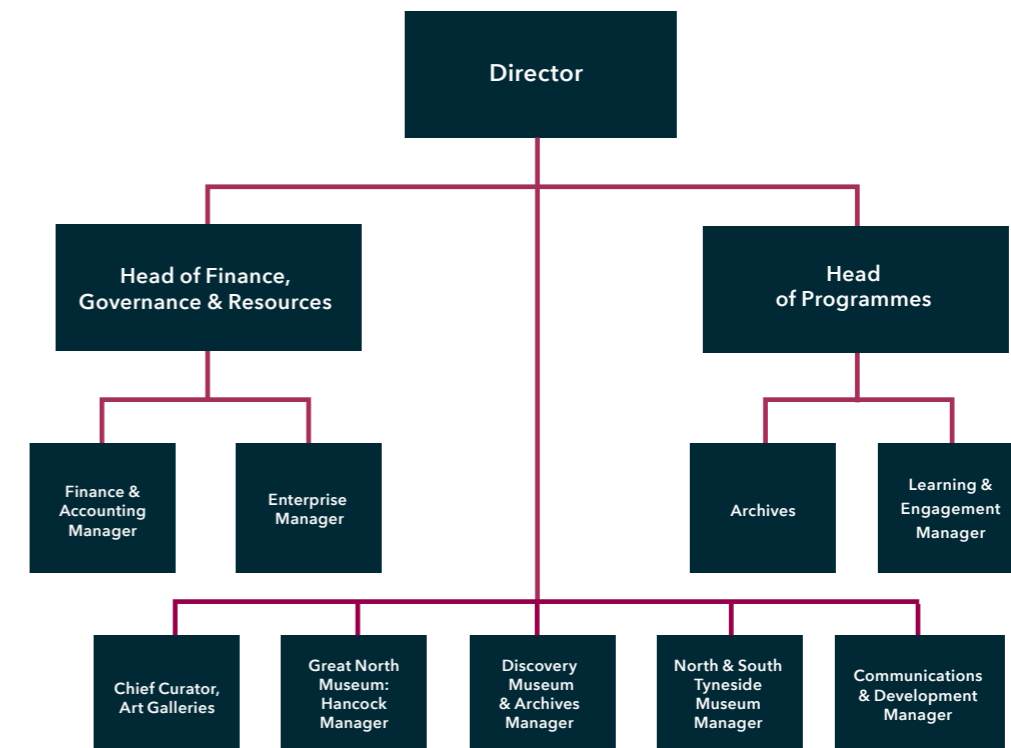 Director
Head of Finance,
Governance & Resources
Head
of Programmes
Finance &
Accounting
Manager
Enterprise
Manager
Archives
Learning &
Engagement
Manager
Chief Curator,
Art Galleries
Great North
Museum:
Hancock
Manager
Discovery
Museum
& Archives
Manager
North & South
Tyneside
Museum
Manager
Communications
& Development
Manager